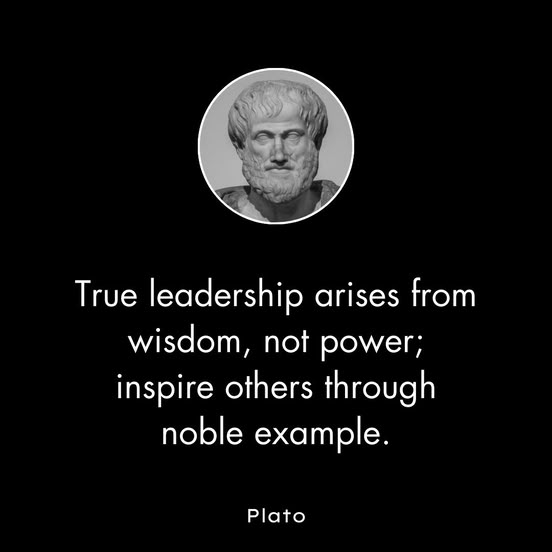 True leadership arises from
wisdom, not power;
inspire others through
noble example.
Plato